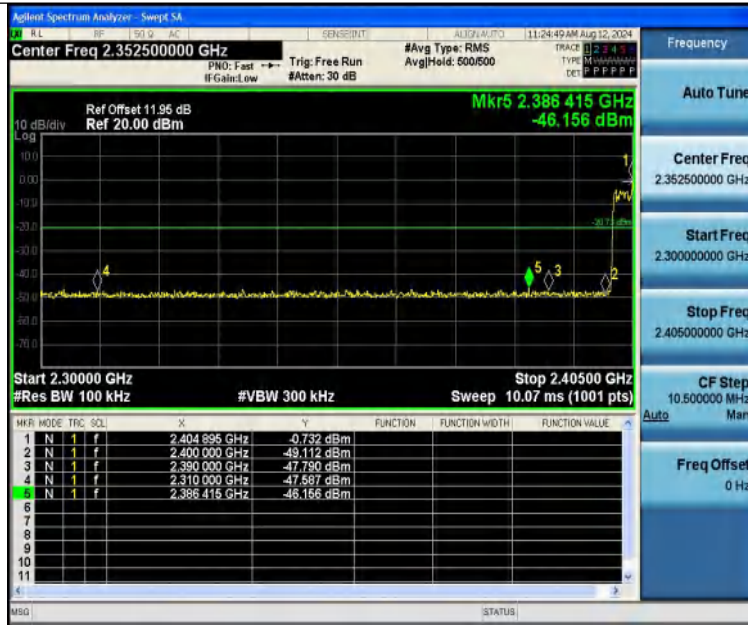 Agilent Spectrum Analyzer - Swept SA
RL RF 50 Ω AC SENSE:INT ALIGN AUTO 11:24:49 AM Aug 12, 2024
Center Freq 2.352500000 GHz
PNO: Fast
IFGain:Low
Trig: Free Run
#Atten: 30 dB
#Avg Type: RMS
Avg|Hold: 500/500
TRACE 1 2 3 4 5 6
TYPE M
DET P P P P P P
Ref Offset 11.95 dB
10 dB/div Ref 20.00 dBm
Log
Mkr5 2.386 415 GHz
-46.156 dBm
10.0
0.00
-10.0
-20.0
-30.0
-40.0
-50.0
-60.0
-70.0
1
2
3
4
5
Start 2.30000 GHz Stop 2.40500 GHz
#Res BW 100 kHz #VBW 300 kHz Sweep 10.07 ms (1001 pts)
MKR MODE TRC SCL X Y FUNCTION FUNCTION WIDTH FUNCTION VALUE
1 N 1 f 2.404 895 GHz -0.732 dBm
2 N 1 f 2.400 000 GHz -49.112 dBm
3 N 1 f 2.390 000 GHz -47.790 dBm
4 N 1 f 2.310 000 GHz -47.587 dBm
5 N 1 f 2.386 415 GHz -46.156 dBm
6
7
8
9
10
11
MSG STATUS
Frequency
Auto Tune
Center Freq
2.352500000 GHz
Start Freq
2.300000000 GHz
Stop Freq
2.405000000 GHz
CF Step
10.500000 MHz
Auto Man
Freq Offset
0 Hz